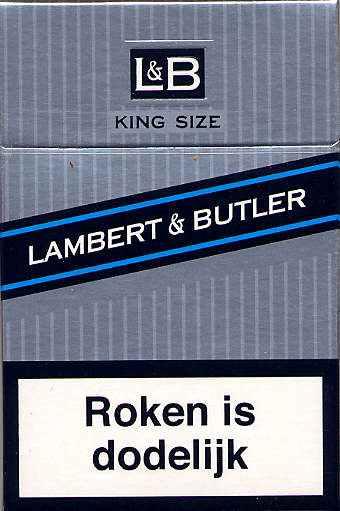 L&B
KING SIZE
LAMBERT & BUTLER
Roken is
dodelijk